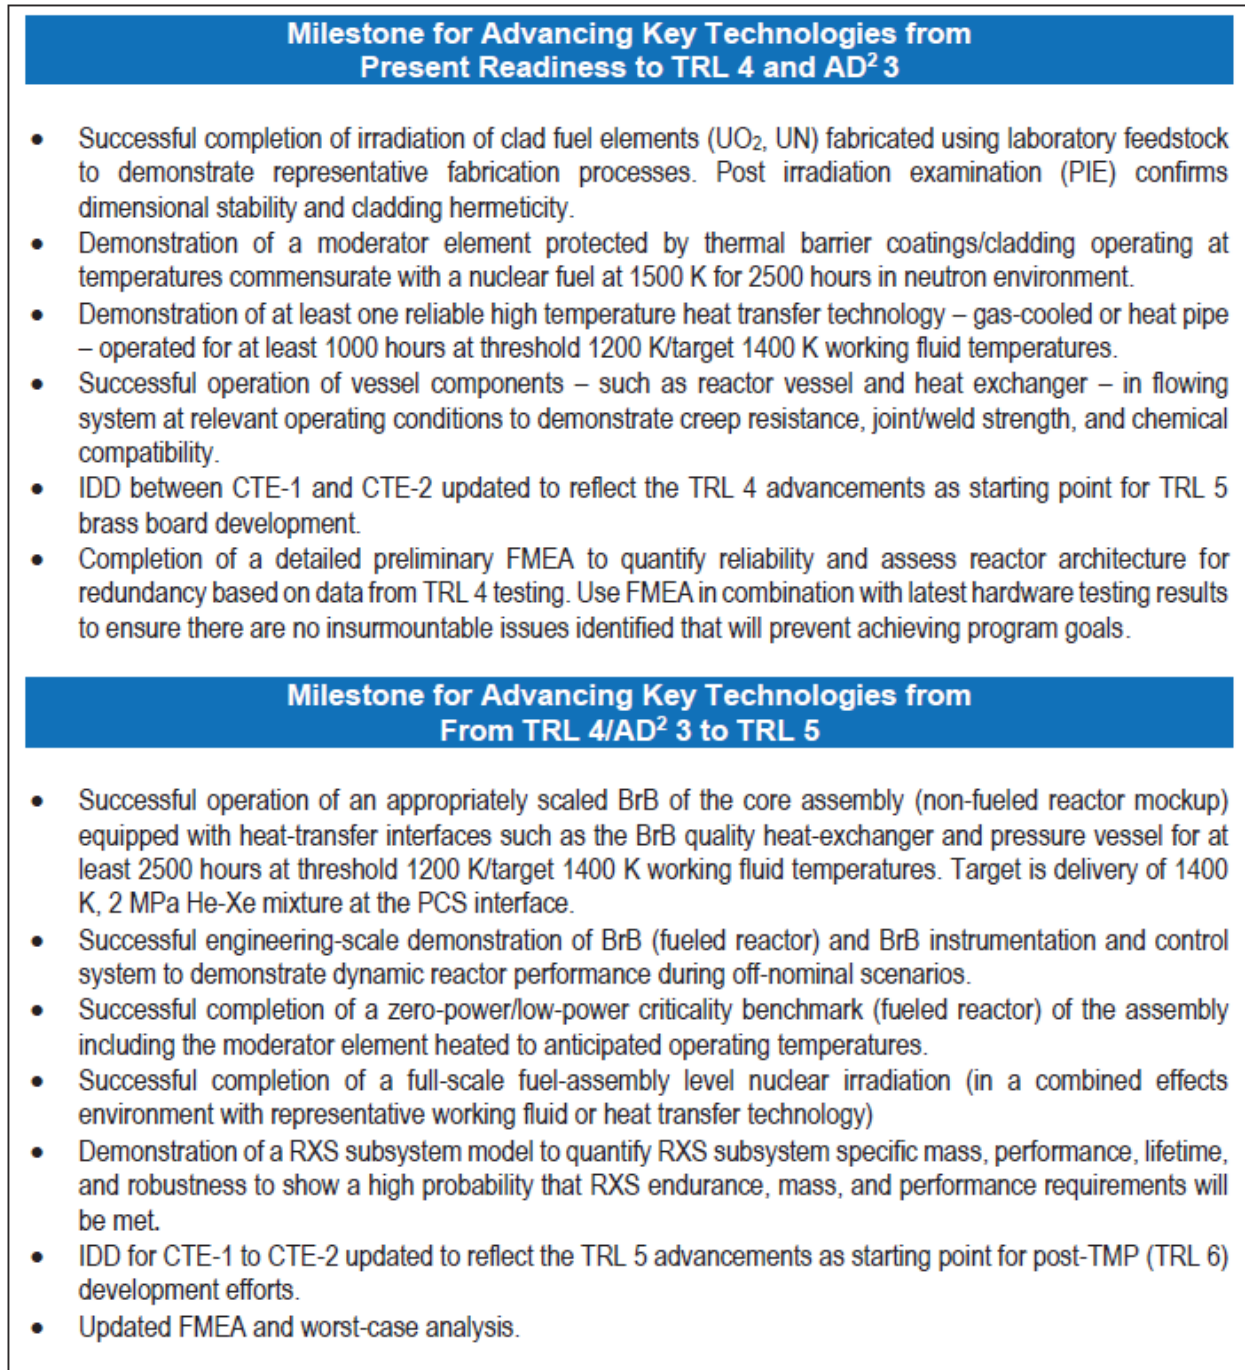 Milestone for Advancing Key Technologies from
Present Readiness to TRL 4 and AD² 3
● Successful completion of irradiation of clad fuel elements (UO₂, UN) fabricated using laboratory feedstock
to demonstrate representative fabrication processes. Post irradiation examination (PIE) confirms
dimensional stability and cladding hermeticity.
● Demonstration of a moderator element protected by thermal barrier coatings/cladding operating at
temperatures commensurate with a nuclear fuel at 1500 K for 2500 hours in neutron environment.
● Demonstration of at least one reliable high temperature heat transfer technology – gas-cooled or heat pipe
– operated for at least 1000 hours at threshold 1200 K/target 1400 K working fluid temperatures.
● Successful operation of vessel components – such as reactor vessel and heat exchanger – in flowing
system at relevant operating conditions to demonstrate creep resistance, joint/weld strength, and chemical
compatibility.
● IDD between CTE-1 and CTE-2 updated to reflect the TRL 4 advancements as starting point for TRL 5
brass board development.
● Completion of a detailed preliminary FMEA to quantify reliability and assess reactor architecture for
redundancy based on data from TRL 4 testing. Use FMEA in combination with latest hardware testing results
to ensure there are no insurmountable issues identified that will prevent achieving program goals.
Milestone for Advancing Key Technologies from
From TRL 4/AD² 3 to TRL 5
● Successful operation of an appropriately scaled BrB of the core assembly (non-fueled reactor mockup)
equipped with heat-transfer interfaces such as the BrB quality heat-exchanger and pressure vessel for at
least 2500 hours at threshold 1200 K/target 1400 K working fluid temperatures. Target is delivery of 1400
K, 2 MPa He-Xe mixture at the PCS interface.
● Successful engineering-scale demonstration of BrB (fueled reactor) and BrB instrumentation and control
system to demonstrate dynamic reactor performance during off-nominal scenarios.
● Successful completion of a zero-power/low-power criticality benchmark (fueled reactor) of the assembly
including the moderator element heated to anticipated operating temperatures.
● Successful completion of a full-scale fuel-assembly level nuclear irradiation (in a combined effects
environment with representative working fluid or heat transfer technology)
● Demonstration of a RXS subsystem model to quantify RXS subsystem specific mass, performance, lifetime,
and robustness to show a high probability that RXS endurance, mass, and performance requirements will
be met.
● IDD for CTE-1 to CTE-2 updated to reflect the TRL 5 advancements as starting point for post-TMP (TRL 6)
development efforts.
● Updated FMEA and worst-case analysis.